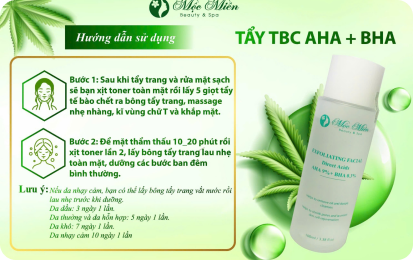 Mộc Miên
Beauty & Spa
Hướng dẫn sử dụng
TẨY TBC AHA + BHA
Bước 1: Sau khi tẩy trang và rửa mặt sạch
sẽ bạn xịt toner toàn mặt rồi lấy 5 giọt tẩy
tế bào chết ra bông tẩy trang, massage
nhẹ nhàng, kĩ vùng chữ T và khắp mặt.
Bước 2: Để mặt thẩm thấu 10_20 phút rồi
xịt toner lần 2, lấy bông tẩy trang lau nhẹ
toàn mặt, dưỡng các bước ban đêm
bình thường.
Lưu ý: Nếu da nhạy cảm, bạn có thể lấy bông tẩy trang vắt nước rồi
lau nhẹ trước khi dưỡng.
Da dầu: 3 ngày 1 lần.
Da thường và da hỗn hợp: 5 ngày 1 lần.
Da khô: 7 ngày 1 lần.
Da nhạy cảm 10 ngày 1 lần
Mộc Miên
Beauty & Spa
EXFOLIATING FACIAL